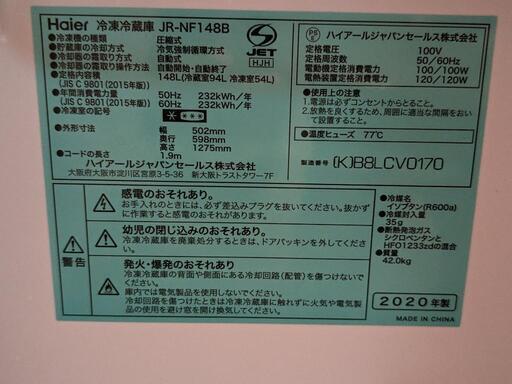 Haier 冷凍冷蔵庫 JR-NF148B
●冷凍機の種類 圧縮式
●貯蔵庫の冷却方式 冷気強制循環方式
●冷却器の霜取り方式 自動式
●冷却器の霜取り操作方法 自動開始・自動終了
●定格内容積 148L(冷蔵室94L 冷凍室54L)
(JIS C 9801(2015年版))
●年間消費電力量 50Hz 232kWh/年
(JIS C 9801(2015年版)) 60Hz 232kWh/年
●外形寸法 幅 502mm
奥行 598mm
高さ 1275mm
●コードの長さ 1.9m
ハイアールジャパンセールス株式会社
大阪府大阪市淀川区宮原3-5-36 新大阪トラストタワー7F
S JET
HJH
PS E
ハイアールジャパンセールス株式会社
定格電圧 100V
定格周波数 50/60Hz
電動機の定格消費電力 100/100W
電熱装置定格消費電力 120/120W
●使用上の注意
1.電源は必ずコンセントからとること。
2.放熱を良くするため、周囲に適当な間隔をおいて設置すること。
●温度ヒューズ 77℃
製造番号 (K)B8LCV0170
警告
感電のおそれあり。
お手入れのときには、必ず差込みプラグを抜いてください。抜かずに作業すると感電のおそれがあります。
幼児の閉じ込めのおそれあり。
冷凍冷蔵庫を廃棄処分するときは、ドアパッキンを外してください。
発火・爆発のおそれあり。
冷凍冷蔵庫の背面や側面にある冷却回路(配管)を傷つけないでください。
庫内では電気製品を使用しないでください。
冷却回路を傷つけたときは冷凍冷蔵庫に触れずに火気や電気製品の使用を避け窓を開け換気してください。
●冷媒名
イソブタン(R600a)
●冷媒封入量
35g
●断熱発泡ガス
シクロペンタンと
HFO1233zdの混合
●質量
42.0kg
2020年製
MADE IN CHINA